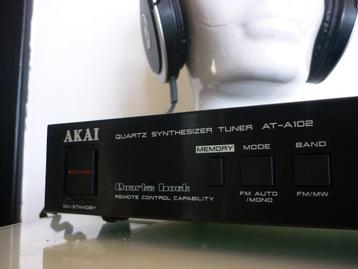 AKAI QUARTZ SYNTHESIZER TUNER AT-A102
MEMORY MODE BAND
POWER
Quartz Lock
REMOTE CONTROL CAPABILITY
ON/STANDBY
FM AUTO
/MONO
FM/MW